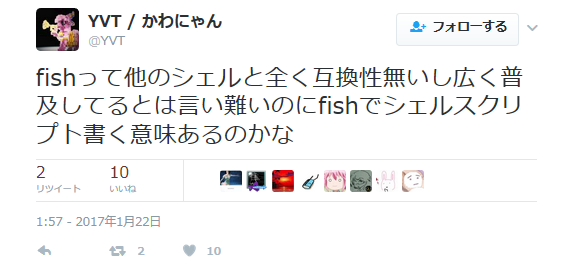 YVT / かわにゃん
@YVT
フォローする
fishって他のシェルと全く互換性無いし広く普
及してるとは言い難いのにfishでシェルスクリ
プト書く意味あるのかな
2 10
リツイート いいね
1:57 - 2017年1月22日
2 10